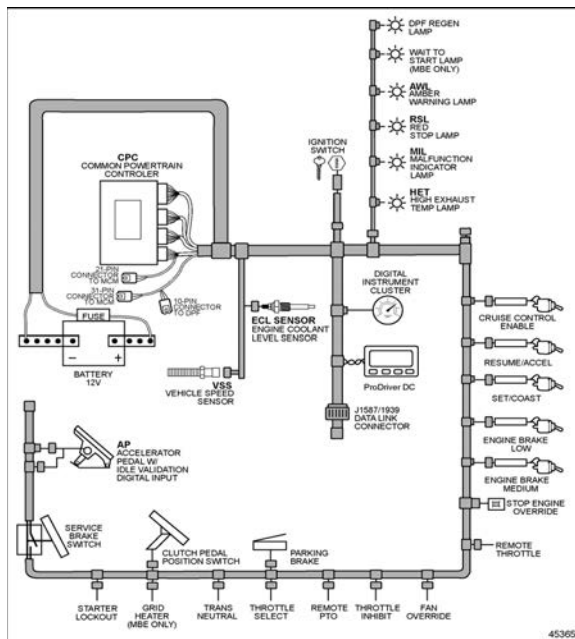 DPF REGEN
LAMP
WAIT TO
START LAMP
(MBE ONLY)
AWL
AMBER
WARNING LAMP
RSL
RED
STOP LAMP
MIL
MALFUNCTION
INDICATOR
LAMP
HET
HIGH EXHAUST
TEMP LAMP
IGNITION
SWITCH
CPC
COMMON POWERTRAIN
CONTROLER
21-PIN
CONNECTOR
TO MCM
31-PIN
CONNECTOR
TO MCM
10-PIN
CONNECTOR
TO DPF
FUSE
BATTERY
12V
ECL SENSOR
ENGINE COOLANT
LEVEL SENSOR
VSS
VEHICLE SPEED
SENSOR
DIGITAL
INSTRUMENT
CLUSTER
ProDriver DC
J1587/1939
DATA LINK
CONNECTOR
CRUISE CONTROL
ENABLE
RESUME/ACCEL
SET/COAST
ENGINE BRAKE
LOW
ENGINE BRAKE
MEDIUM
STOP ENGINE
OVERRIDE
REMOTE
THROTTLE
AP
ACCELERATOR
PEDAL W/
IDLE VALIDATION
DIGITAL INPUT
SERVICE
BRAKE
SWITCH
CLUTCH PEDAL
POSITION SWITCH
PARKING
BRAKE
STARTER
LOCKOUT
GRID
HEATER
(MBE ONLY)
TRANS
NEUTRAL
THROTTLE
SELECT
REMOTE
PTO
THROTTLE
INHIBIT
FAN
OVERRIDE
45365